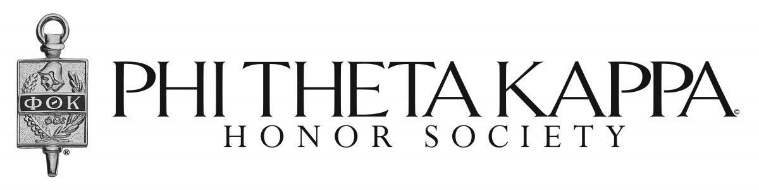 ΦΘΚ
PHI THETA KAPPA©
HONOR SOCIETY
®